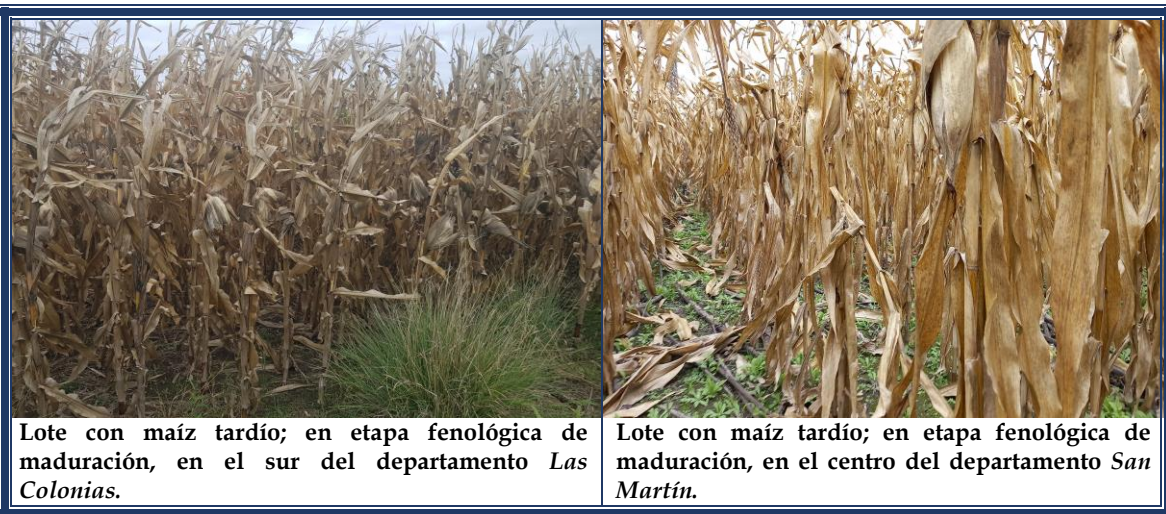 Lote con maíz tardío; en etapa fenológica de
maduración, en el sur del departamento Las
Colonias.
Lote con maíz tardío; en etapa fenológica de
maduración, en el centro del departamento San
Martín.